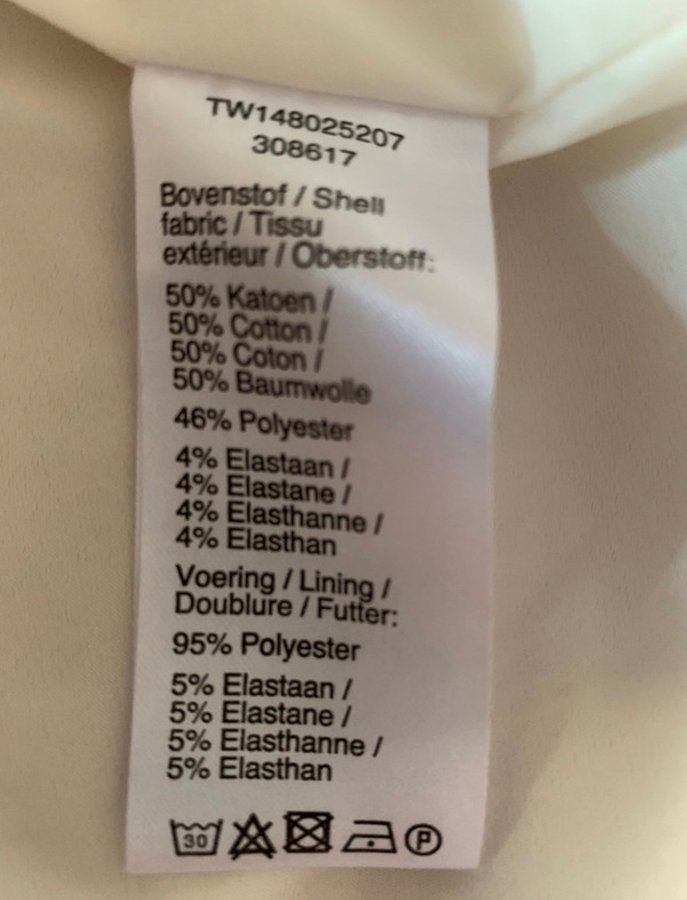 TW148025207
308617
Bovenstof / Shell
fabric / Tissu
extérieur / Oberstoff:
50% Katoen /
50% Cotton /
50% Coton /
50% Baumwolle
46% Polyester
4% Elastaan /
4% Elastane /
4% Elasthanne /
4% Elasthan
Voering / Lining /
Doublure / Futter:
95% Polyester
5% Elastaan /
5% Elastane /
5% Elasthanne /
5% Elasthan
30 P